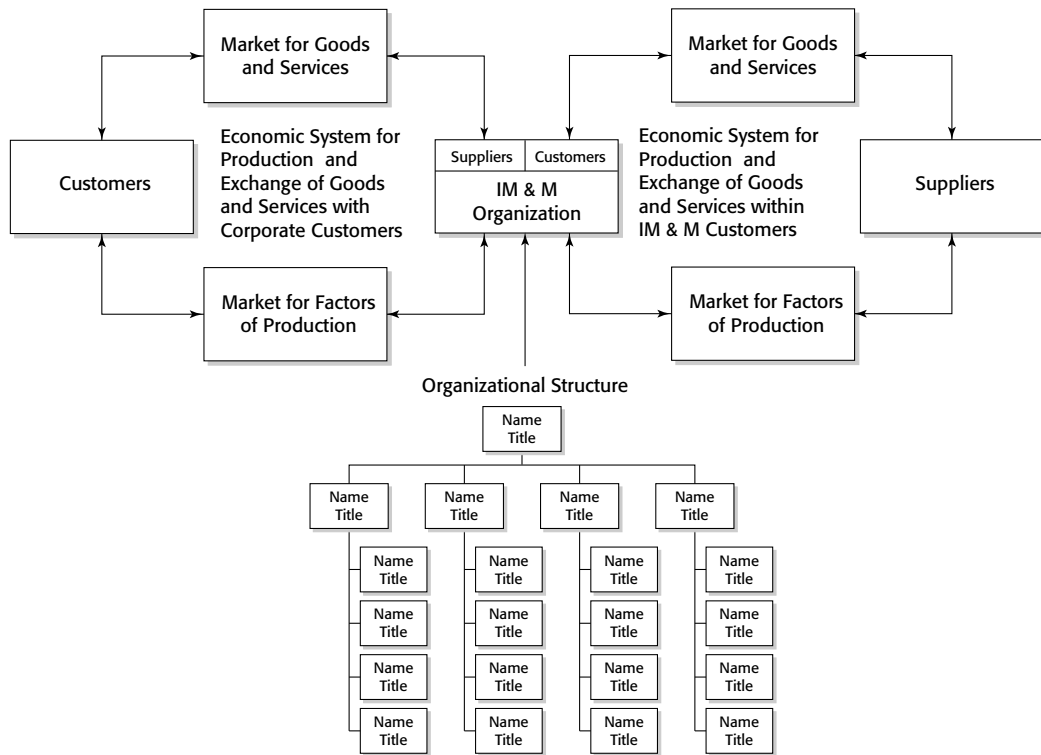 Market for Goods
and Services
Market for Goods
and Services
Customers
Economic System for
Production and
Exchange of Goods
and Services with
Corporate Customers
Suppliers
Customers
IM & M
Organization
Economic System for
Production and
Exchange of Goods
and Services within
IM & M Customers
Suppliers
Market for Factors
of Production
Market for Factors
of Production
Organizational Structure
Name
Title
Name
Title
Name
Title
Name
Title
Name
Title
Name
Title
Name
Title
Name
Title
Name
Title
Name
Title
Name
Title
Name
Title
Name
Title
Name
Title
Name
Title
Name
Title
Name
Title
Name
Title
Name
Title
Name
Title
Name
Title